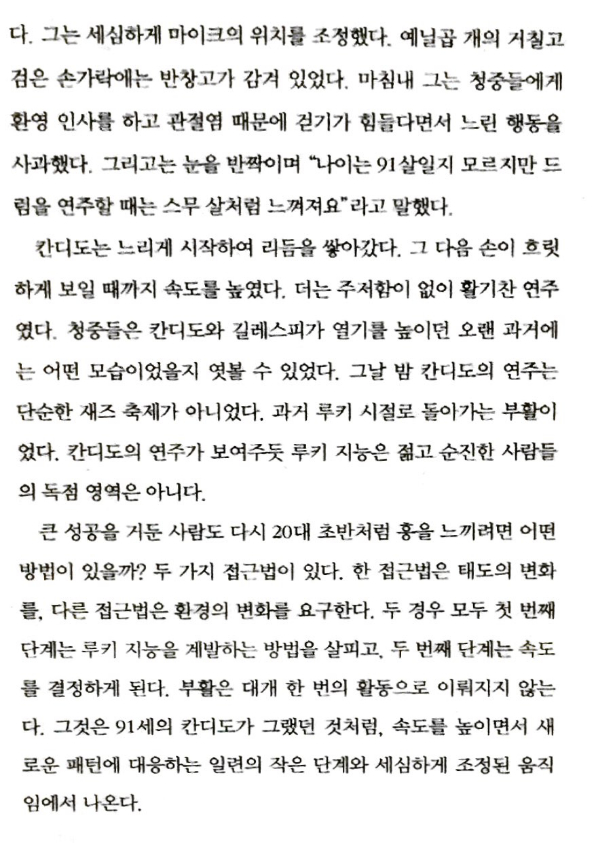 다. 그는 세심하게 마이크의 위치를 조정했다. 예닐곱 개의 거칠고
검은 손가락에는 반창고가 감겨 있었다. 마침내 그는 청중들에게
환영 인사를 하고 관절염 때문에 걷기가 힘들다면서 느린 행동을
사과했다. 그리고는 눈을 반짝이며 “나이는 91살일지 모르지만 드
럼을 연주할 때는 스무 살처럼 느껴져요”라고 말했다.
칸디도는 느리게 시작하여 리듬을 쌓아갔다. 그 다음 손이 흐릿
하게 보일 때까지 속도를 높였다. 더는 주저함이 없이 활기찬 연주
였다. 청중들은 칸디도와 길레스피가 열기를 높이던 오랜 과거에
는 어떤 모습이었을지 엿볼 수 있었다. 그날 밤 칸디도의 연주는
단순한 재즈 축제가 아니었다. 과거 루키 시절로 돌아가는 부활이
었다. 칸디도의 연주가 보여주듯 루키 지능은 젊고 순진한 사람들
의 독점 영역은 아니다.
큰 성공을 거둔 사람도 다시 20대 초반처럼 흥을 느끼려면 어떤
방법이 있을까? 두 가지 접근법이 있다. 한 접근법은 태도의 변화
를, 다른 접근법은 환경의 변화를 요구한다. 두 경우 모두 첫 번째
단계는 루키 지능을 계발하는 방법을 살피고, 두 번째 단계는 속도
를 결정하게 된다. 부활은 대개 한 번의 활동으로 이뤄지지 않는
다. 그것은 91세의 칸디도가 그랬던 것처럼, 속도를 높이면서 새
로운 패턴에 대응하는 일련의 작은 단계와 세심하게 조정된 움직
임에서 나온다.